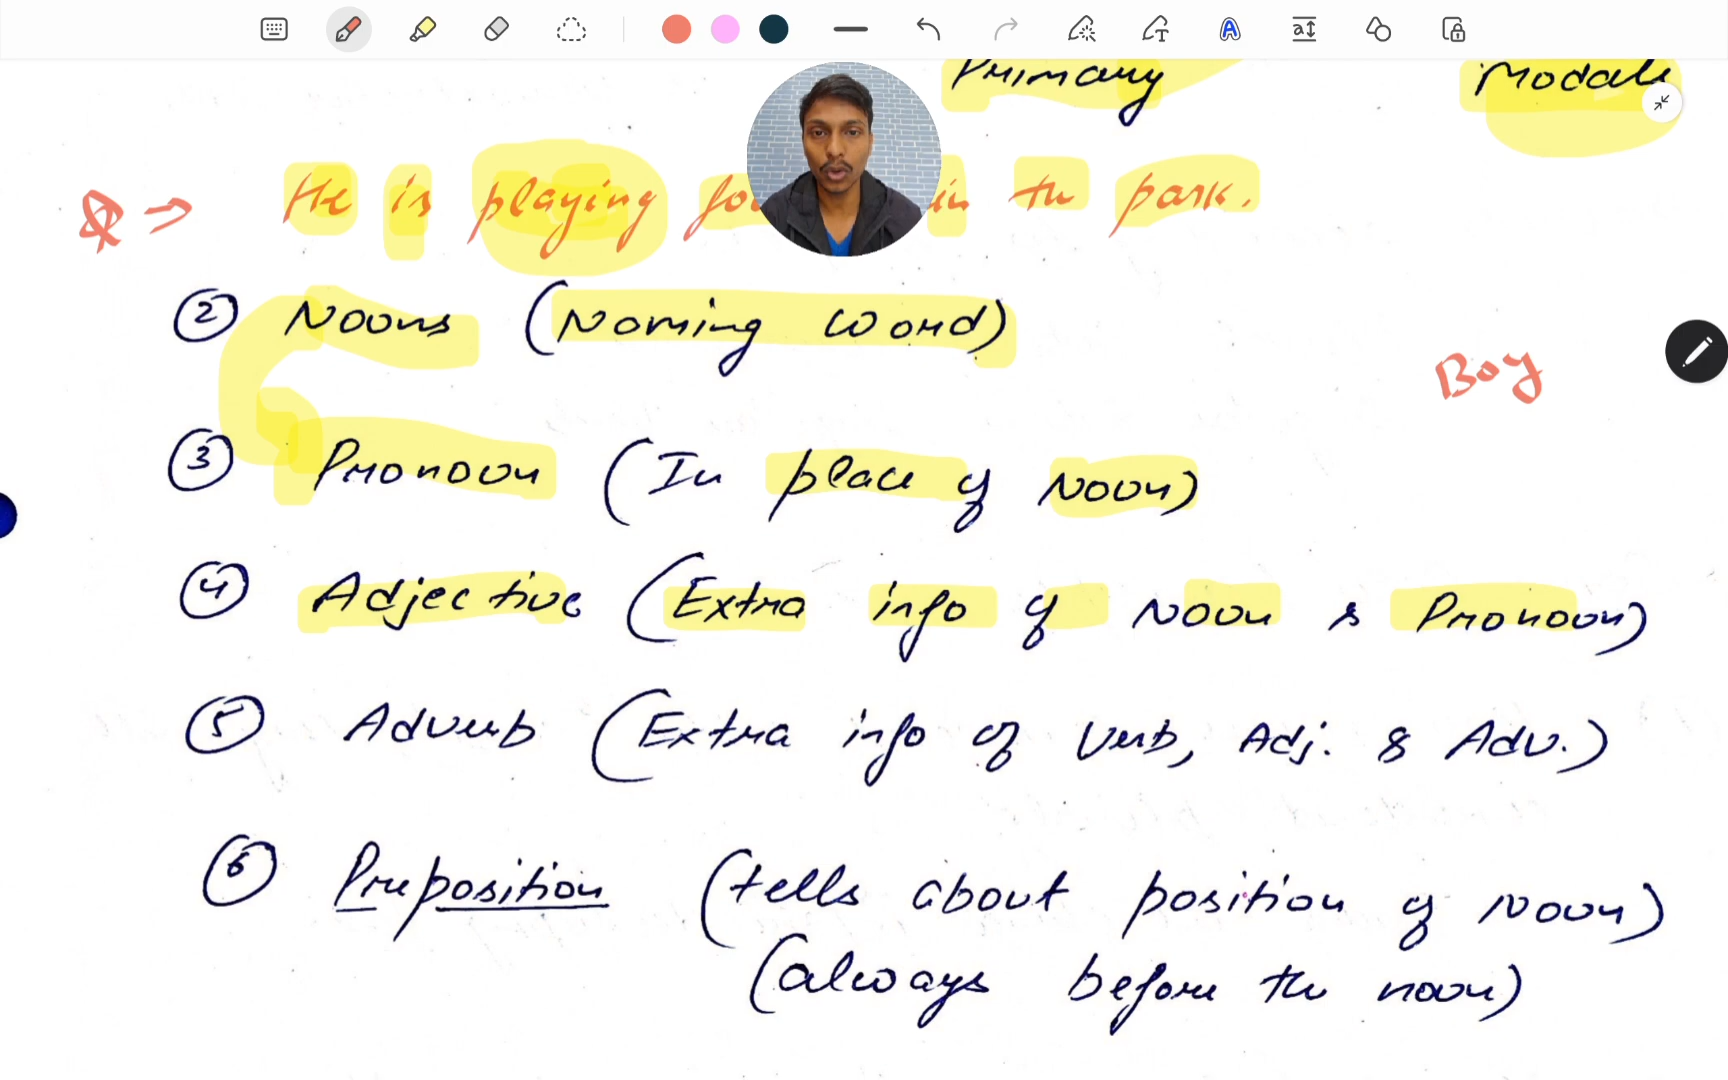 Primary Modals
Q → He is playing in the park.
② Nouns (Noming Word)
Boy
③ Pronoun (In place of Noun)
④ Adjective (Extra info of Noun & Pronoun)
⑤ Adverb (Extra info of Verb, Adj. & Adv.)
⑥ Preposition (tells about position of Noun)
(always before the noun)